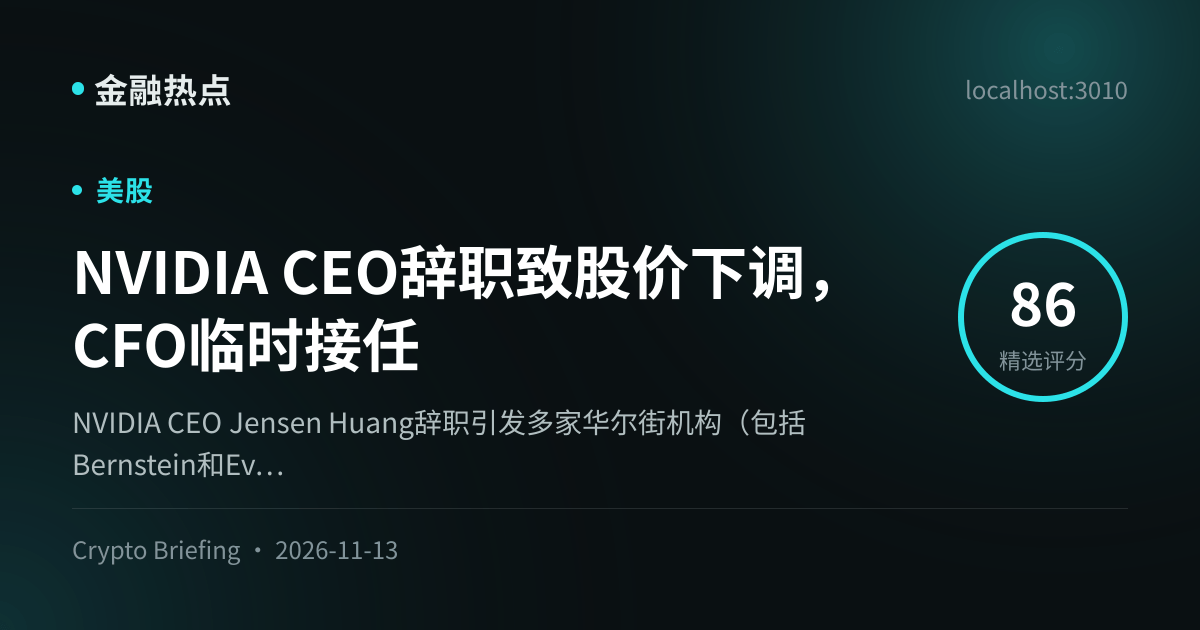 金融热点
localhost:3010
美股
NVIDIA CEO辞职致股价下调，
CFO临时接任
86
精选评分
NVIDIA CEO Jensen Huang辞职引发多家华尔街机构（包括
Bernstein和Ev…
Crypto Briefing · 2026-11-13